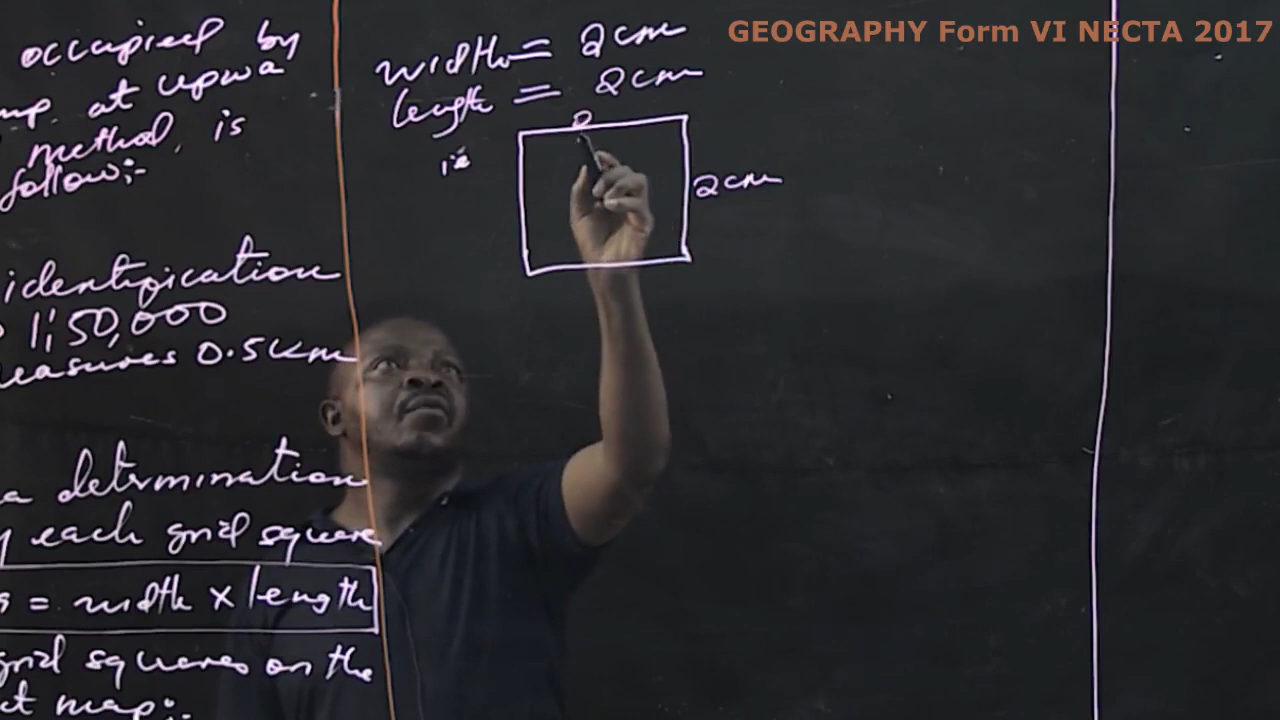 GEOGRAPHY Form VI NECTA 2017
occupied by
at upwa
method, is
follow:-
identification
1:50,000
measures 0.5km
a determination
each grid square
= width x length
grid squares on the
map:-
width = 2cm
length = 2cm
ie
2
2cm